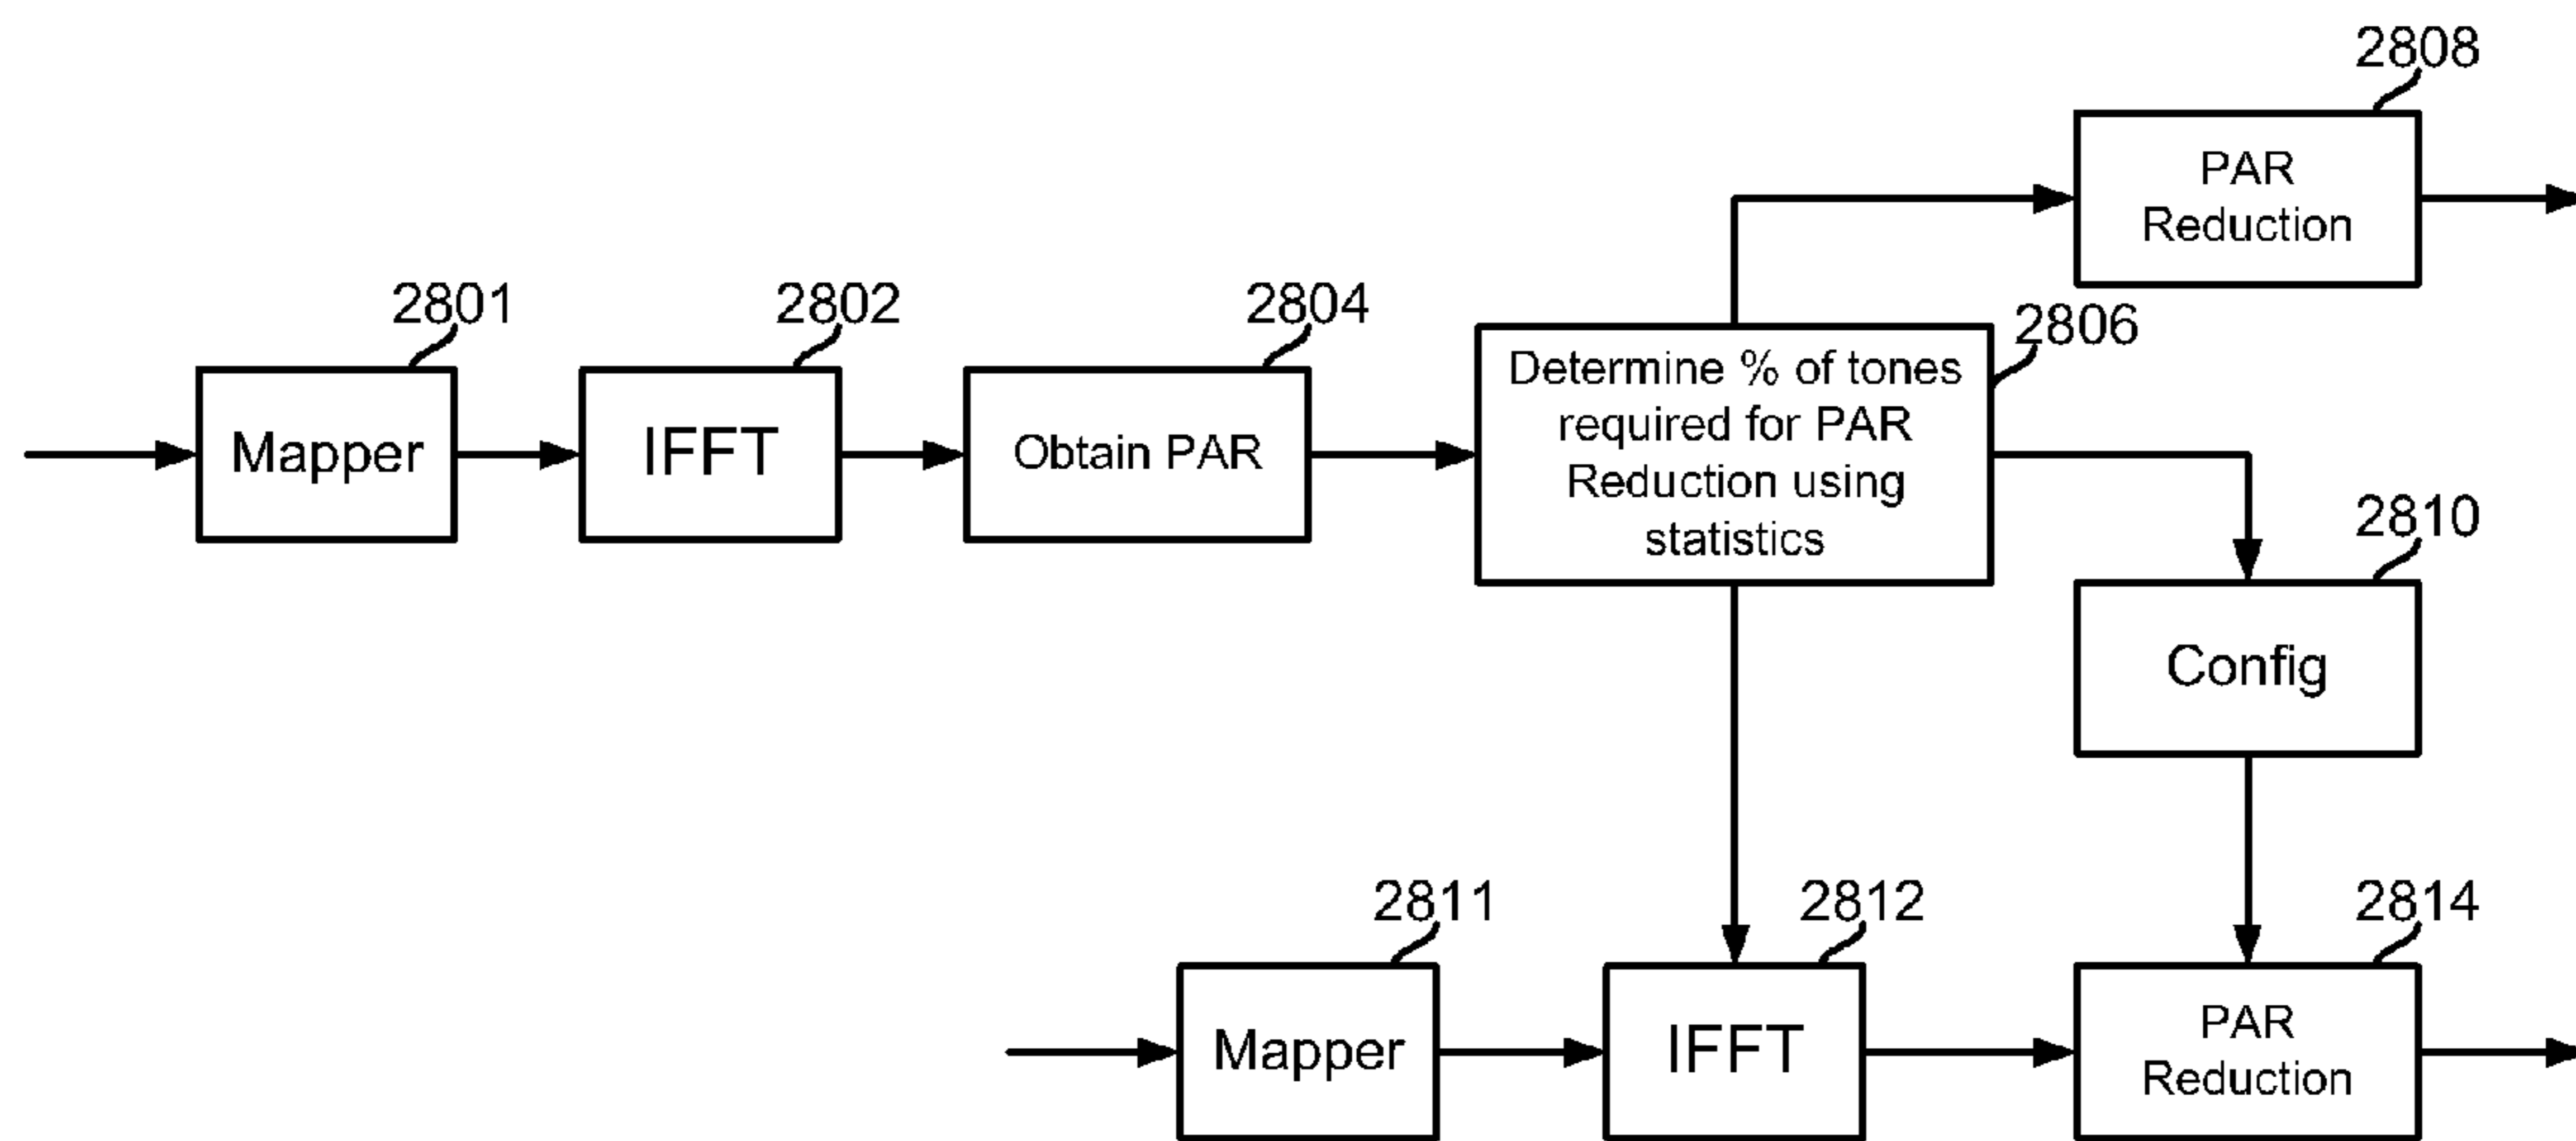 2808
PAR
Reduction
2801
2802
2804
2806
Mapper
IFFT
Obtain PAR
Determine % of tones
required for PAR
Reduction using
statistics
2810
Config
2811
2812
2814
Mapper
IFFT
PAR
Reduction